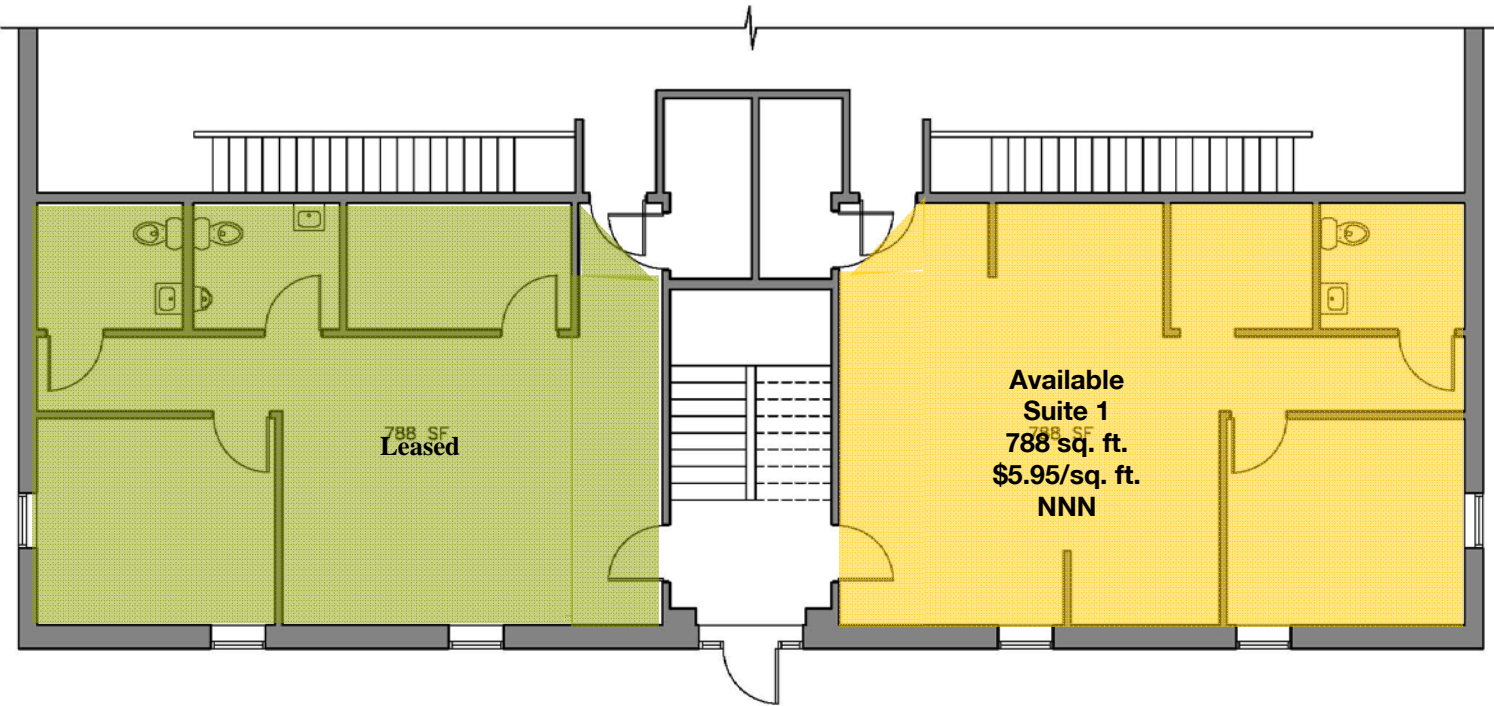 788 SF
Leased
Available
Suite 1
788 SF
788 sq. ft.
$5.95/sq. ft.
NNN